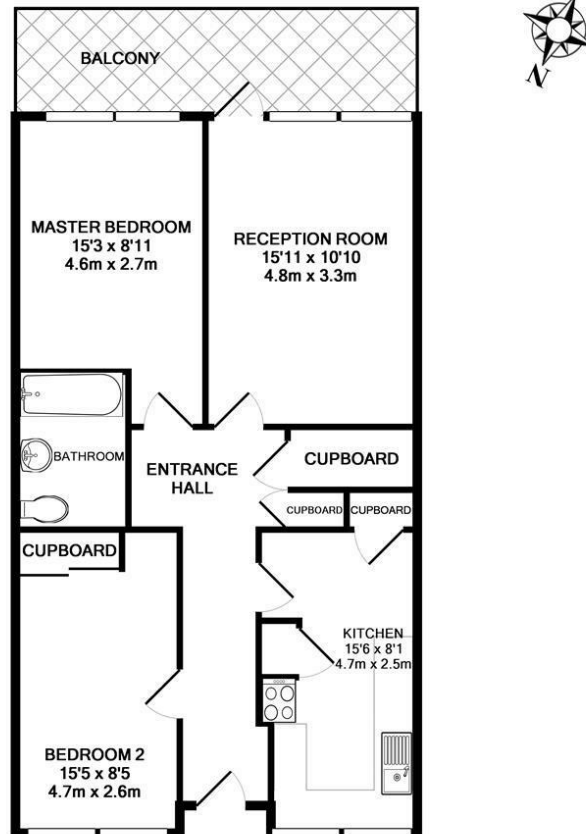 BALCONY
N
MASTER BEDROOM
15'3 x 8'11
4.6m x 2.7m
RECEPTION ROOM
15'11 x 10'10
4.8m x 3.3m
BATHROOM
ENTRANCE
HALL
CUPBOARD
CUPBOARD
CUPBOARD
CUPBOARD
KITCHEN
15'6 x 8'1
4.7m x 2.5m
BEDROOM 2
15'5 x 8'5
4.7m x 2.6m